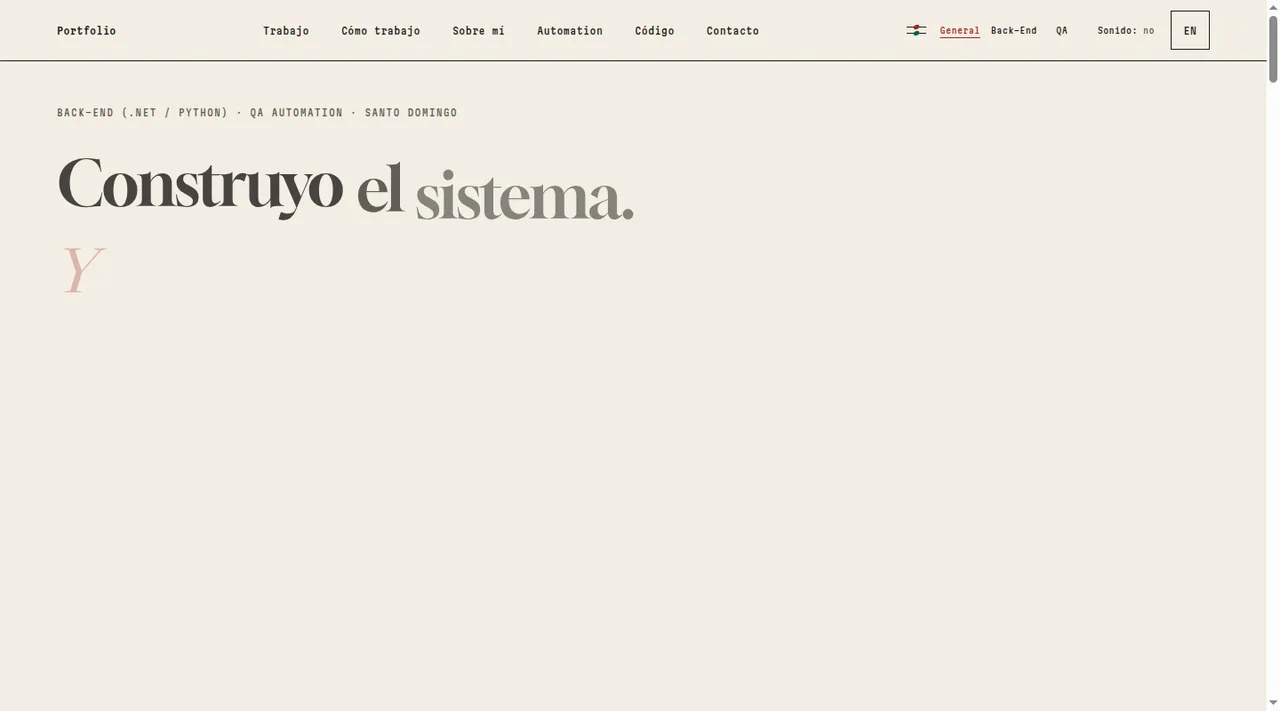 Portfolio
Trabajo Cómo trabajo Sobre mí Automation Código Contacto
General Back-End QA Sonido: no EN
BACK-END (.NET / PYTHON) · QA AUTOMATION · SANTO DOMINGO
Construyo el sistema.
Y